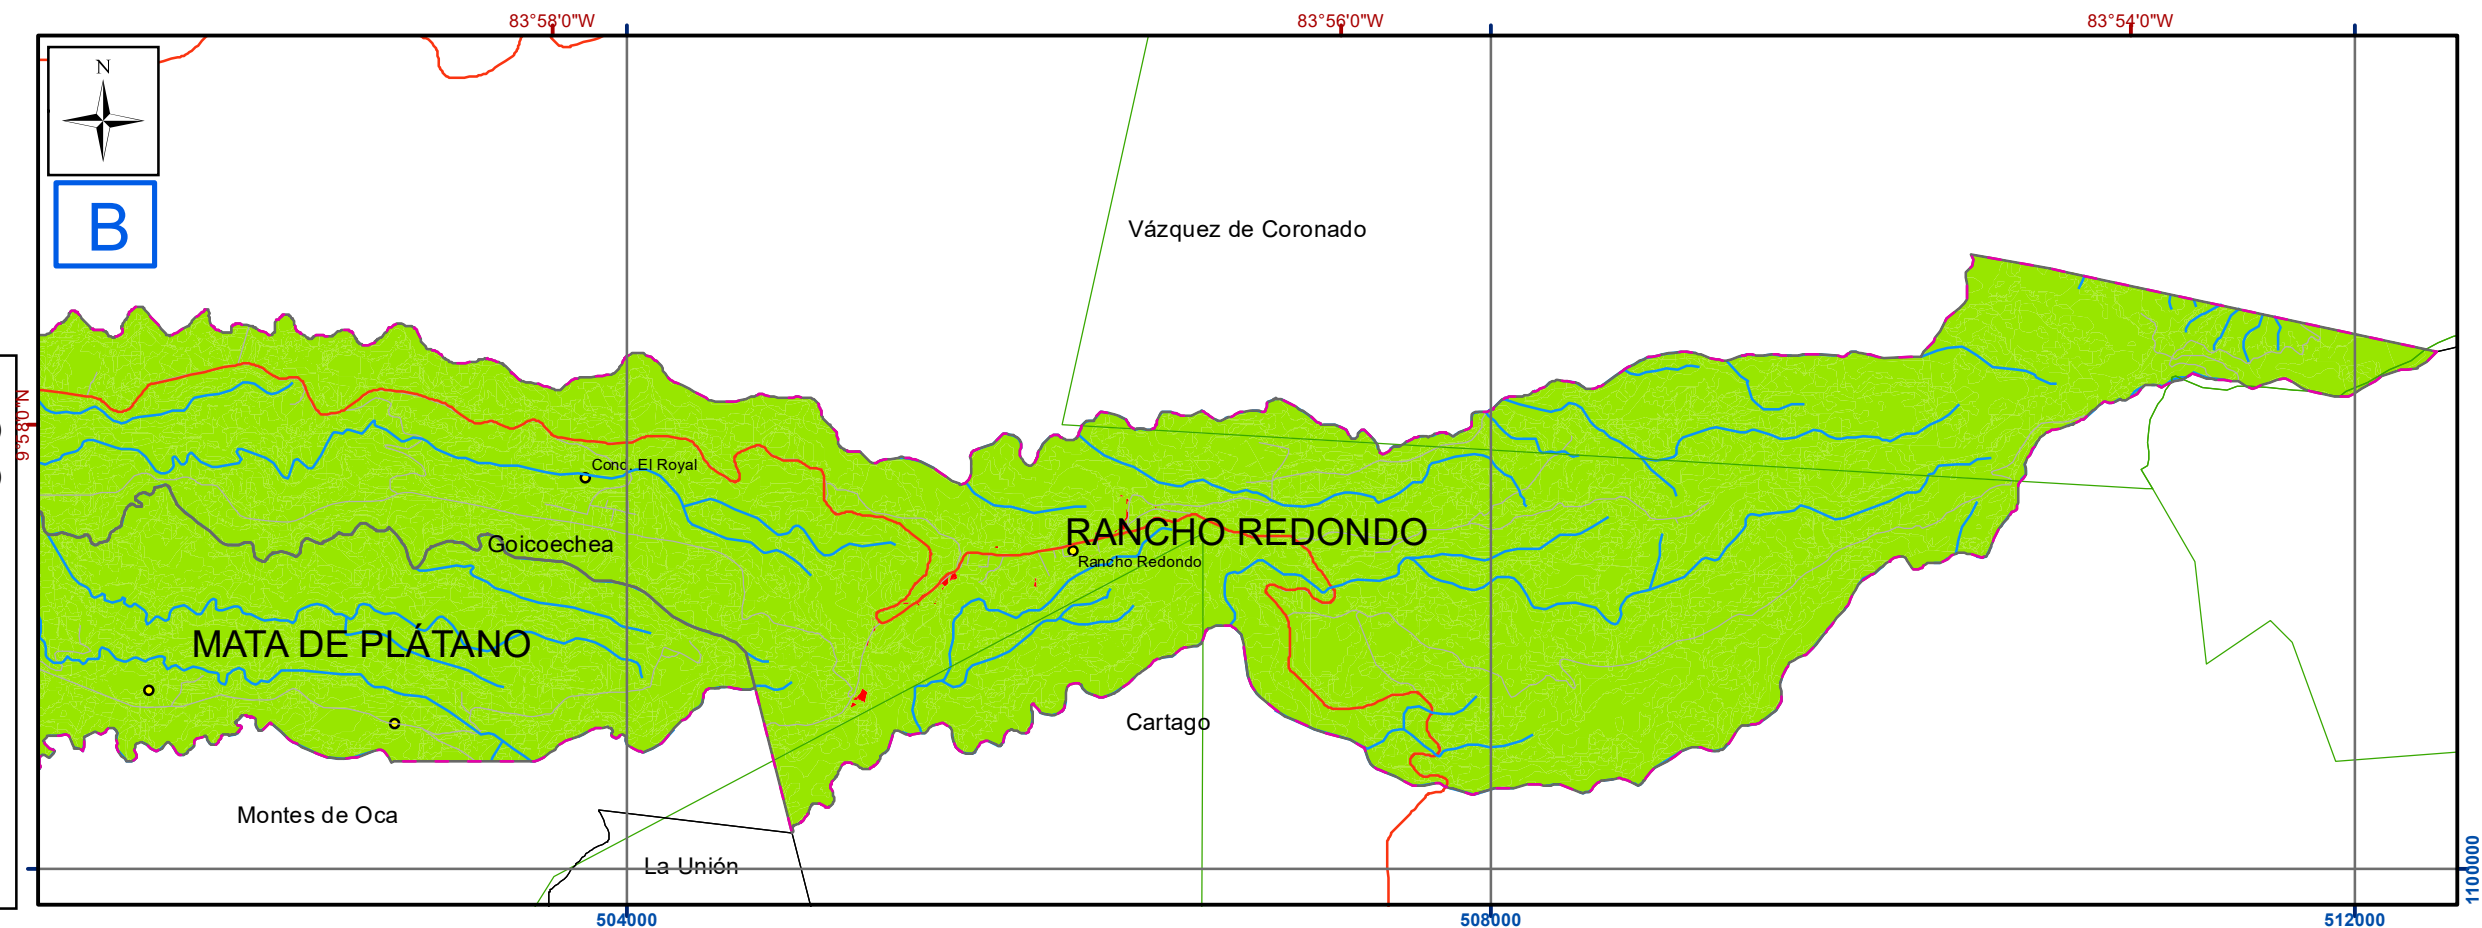 83°58'0"W
83°56'0"W
83°54'0"W
N
B
Vázquez de Coronado
9°58'0"N
Cond. El Royal
RANCHO REDONDO
Goicoechea
Rancho Redondo
MATA DE PLÁTANO
Cartago
Montes de Oca
La Unión
1100000
504000
508000
512000